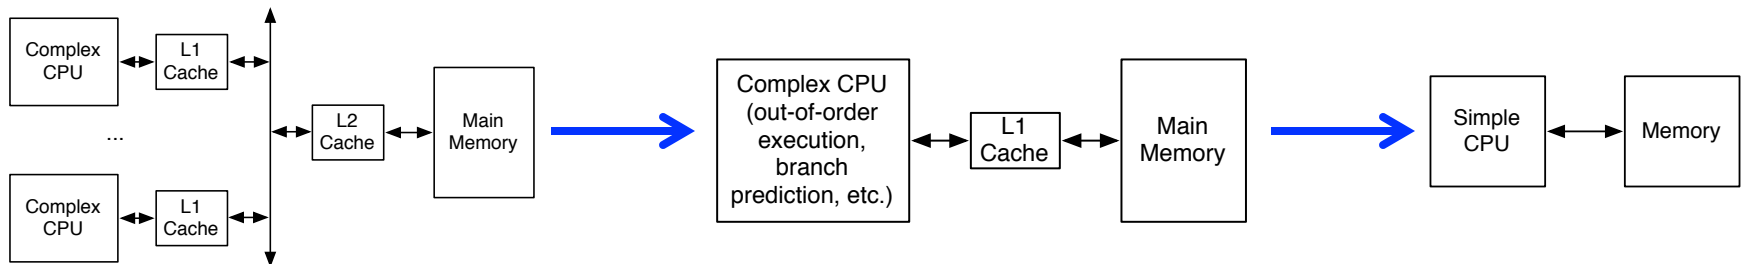 Complex
CPU
L1
Cache
...
Complex
CPU
L1
Cache
L2
Cache
Main
Memory
Complex CPU
(out-of-order
execution,
branch
prediction, etc.)
L1
Cache
Main
Memory
Simple
CPU
Memory